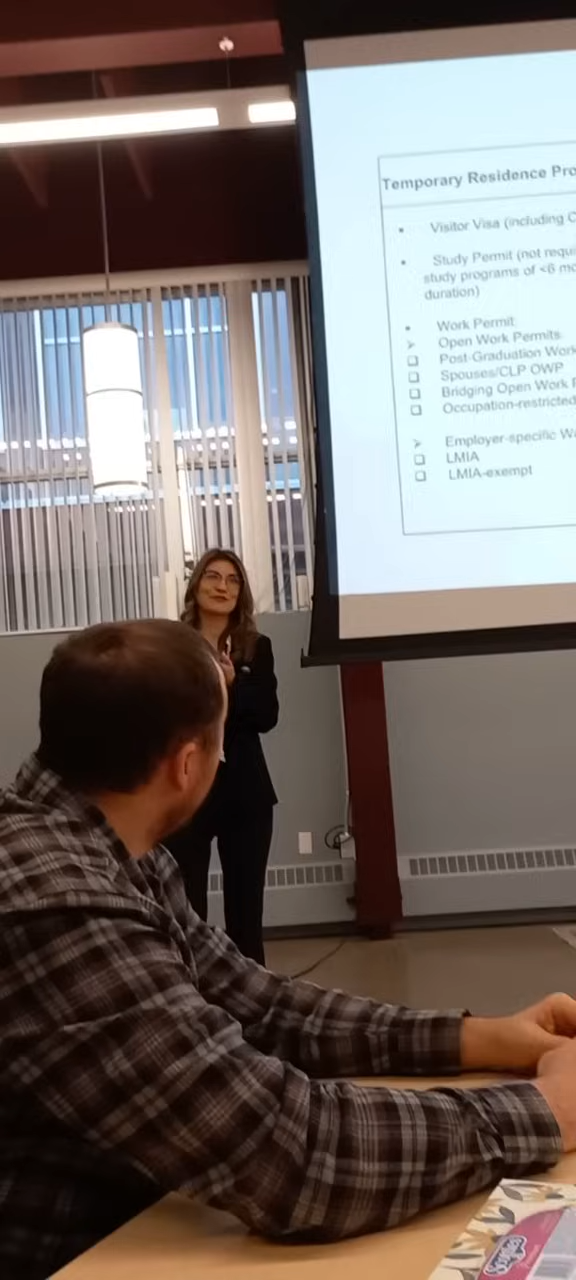 Temporary Residence Pro
• Visitor Visa (including C
• Study Permit (not requi
study programs of <6 mo
duration)
• Work Permit:
➢ Open Work Permits:
❑ Post-Graduation Work
❑ Spouses/CLP OWP
❑ Bridging Open Work P
❑ Occupation-restricted
➢ Employer-specific Wo
❑ LMIA
❑ LMIA-exempt